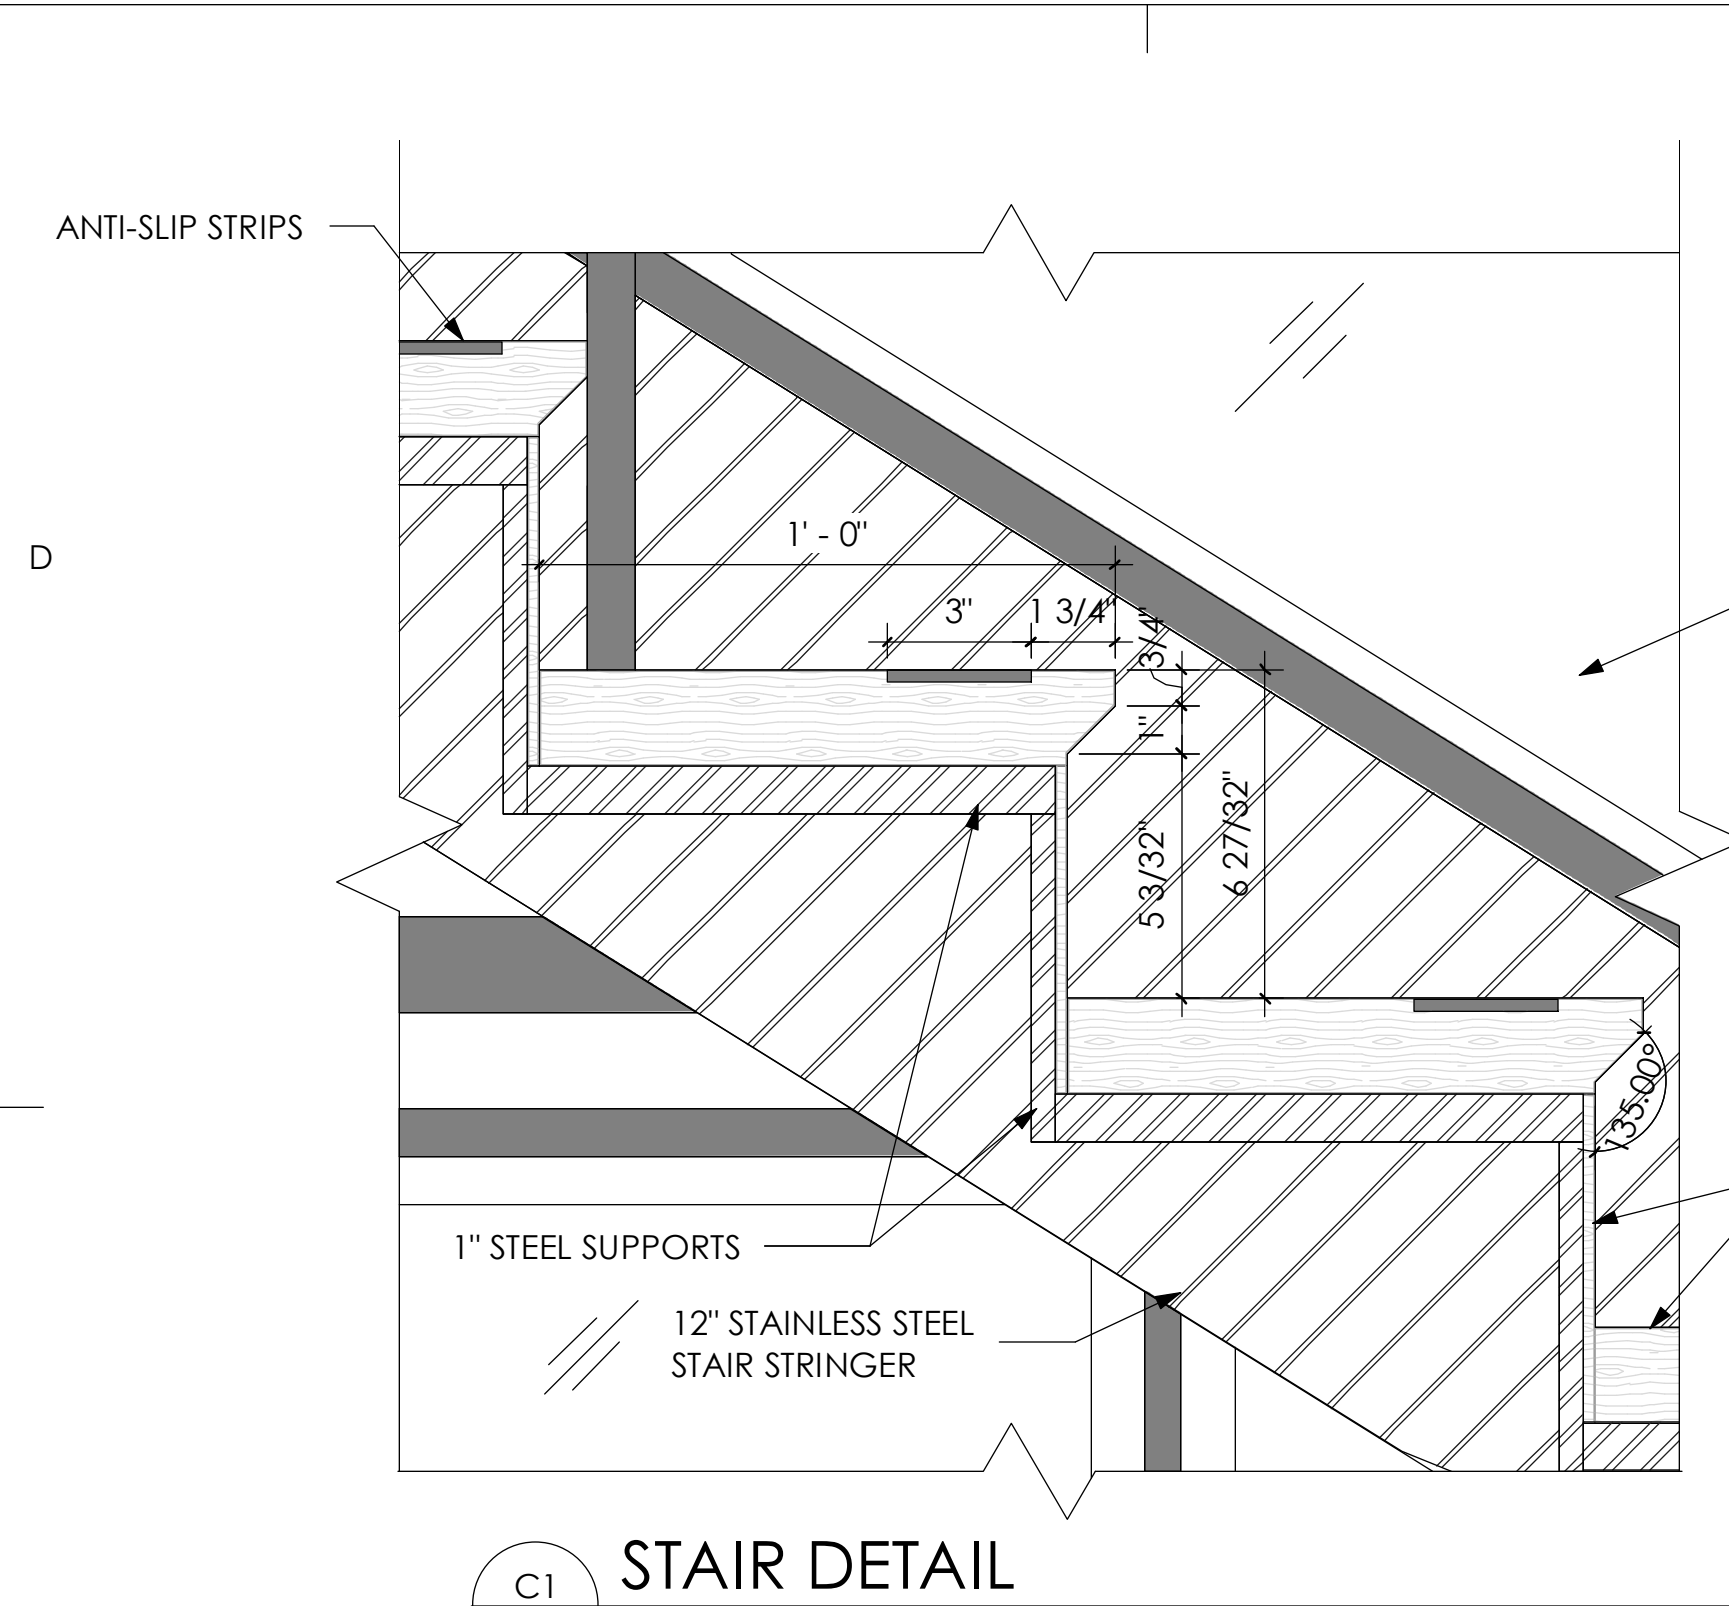 ANTI-SLIP STRIPS
D
1' - 0"
3"
1 3/4"
3/4"
1"
5 3/32"
6 27/32"
135.00°
1" STEEL SUPPORTS
12" STAINLESS STEEL
STAIR STRINGER
C1
STAIR DETAIL